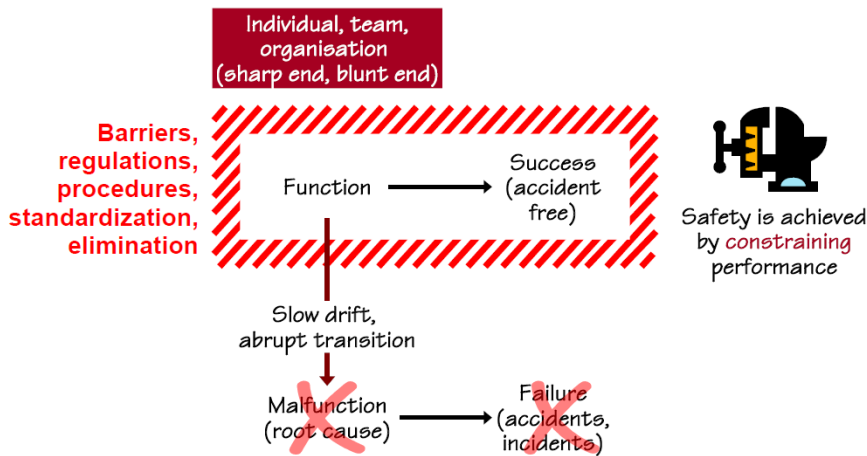 Individual, team,
organisation
(sharp end, blunt end)
Barriers,
regulations,
procedures,
standardization,
elimination
Function
Success
(accident
free)
Safety is achieved
by constraining
performance
Slow drift,
abrupt transition
Malfunction
(root cause)
Failure
(accidents,
incidents)